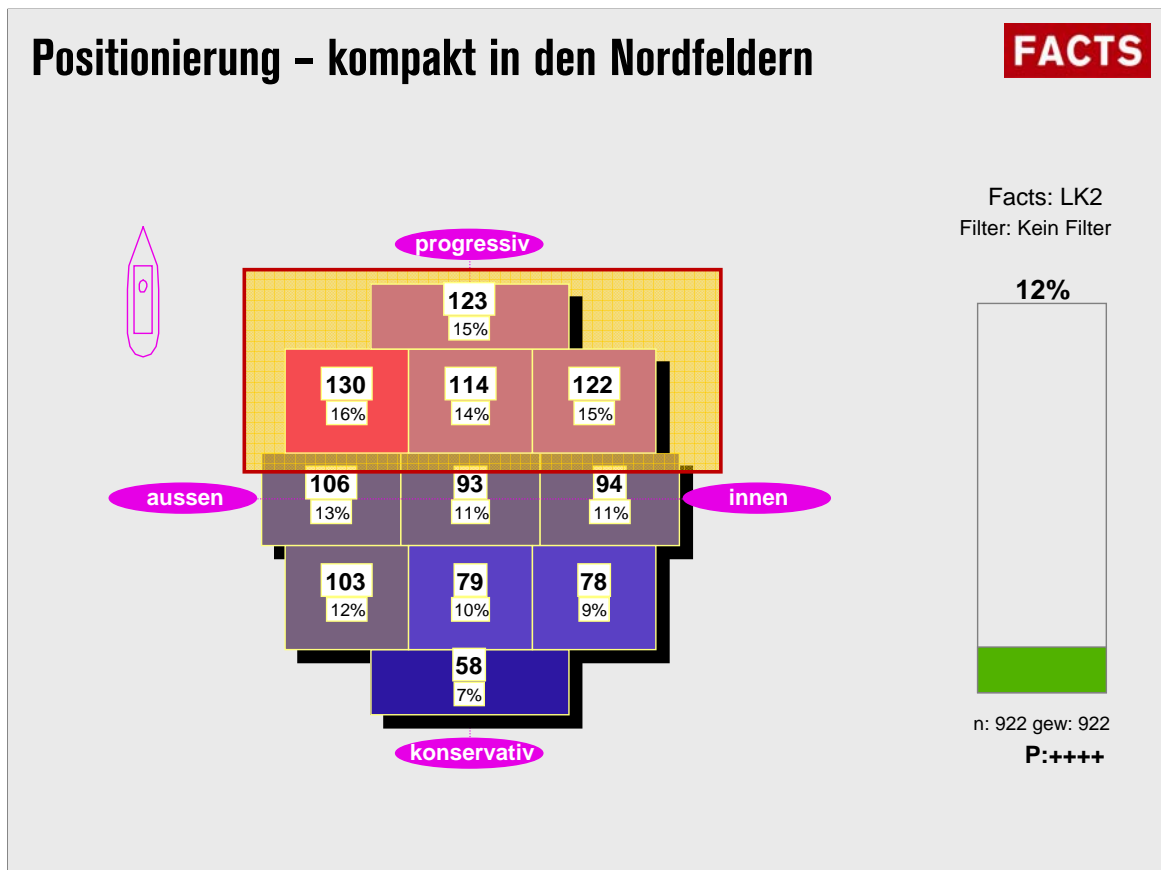 Positionierung – kompakt in den Nordfeldern
FACTS
Facts: LK2
Filter: Kein Filter
12%
progressiv
123
15%
130
114
122
16%
14%
15%
aussen
106
93
94
innen
13%
11%
11%
103
79
78
12%
10%
9%
58
7%
konservativ
n: 922 gew: 922
P:++++